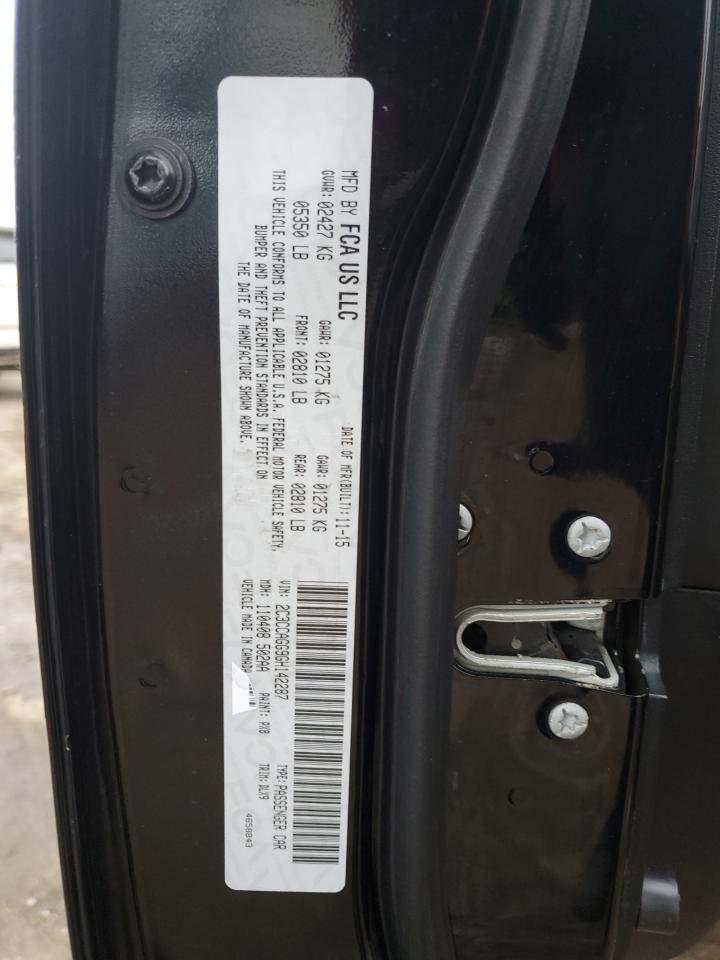 MFD BY FCA US LLC
DATE OF MFR(BUILT): 11-15
GVWR: 02427 KG
GAWR: 01275 KG
GAWR: 01275 KG
05350 LB
FRONT: 02810 LB
REAR: 02810 LB
THIS VEHICLE CONFORMS TO ALL APPLICABLE U.S.A. FEDERAL MOTOR VEHICLE SAFETY,
BUMPER AND THEFT PREVENTION STANDARDS IN EFFECT ON
THE DATE OF MANUFACTURE SHOWN ABOVE.
VIN: 2C3CCAGG9GH142287
TYPE: PASSENGER CAR
MDH: 110408 502AA
PAINT: PX8
TRIM: DLX9
VEHICLE MADE IN CANADA
4658843